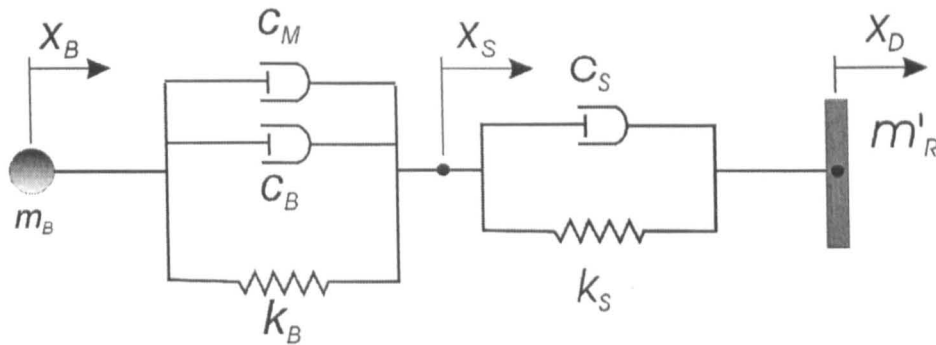 C_M
X_B
X_S
X_D
C_S
m'_R
C_B
m_B
k_S
k_B